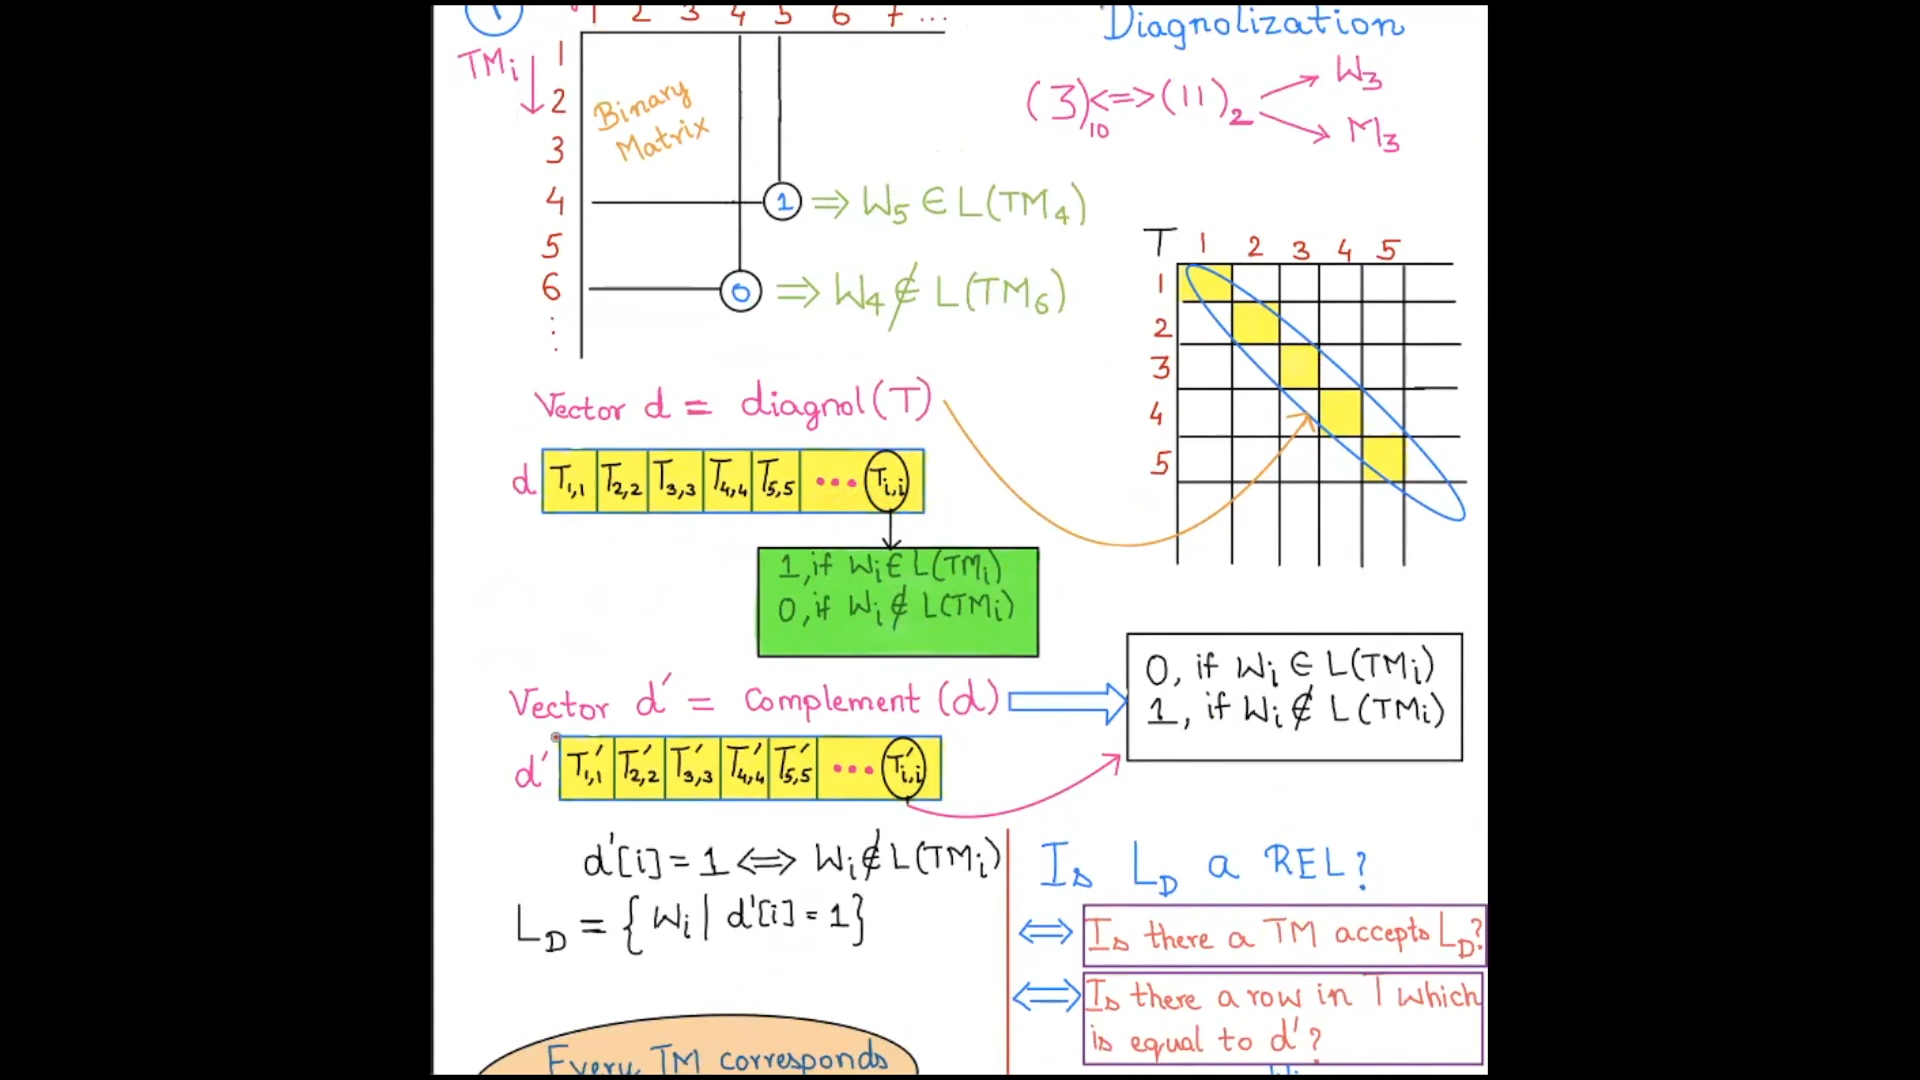 1
1 2 3 4 5 6 7 ...
Diagnolization
TMi
1
2
3
4
5
6
Binary
Matrix
(3)10 <=> (11)2
W3
M3
1 ⇒ W5 ∈ L(TM4)
0 ⇒ W4 ∉ L(TM6)
T 1 2 3 4 5
1
2
3
4
5
Vector d = diagnol(T)
d T1,1 T2,2 T3,3 T4,4 T5,5 ... Ti,i
1, if Wi ∈ L(TMi)
0, if Wi ∉ L(TMi)
Vector d' = Complement (d)
0, if Wi ∈ L(TMi)
1, if Wi ∉ L(TMi)
d' T'1,1 T'2,2 T'3,3 T'4,4 T'5,5 ... T'i,i
d'[i] = 1 <=> Wi ∉ L(TMi)
LD = { Wi | d'[i] = 1}
Is LD a REL?
<=> Is there a TM accepts LD?
<=> Is there a row in T which
is equal to d'?
Every TM corresponds